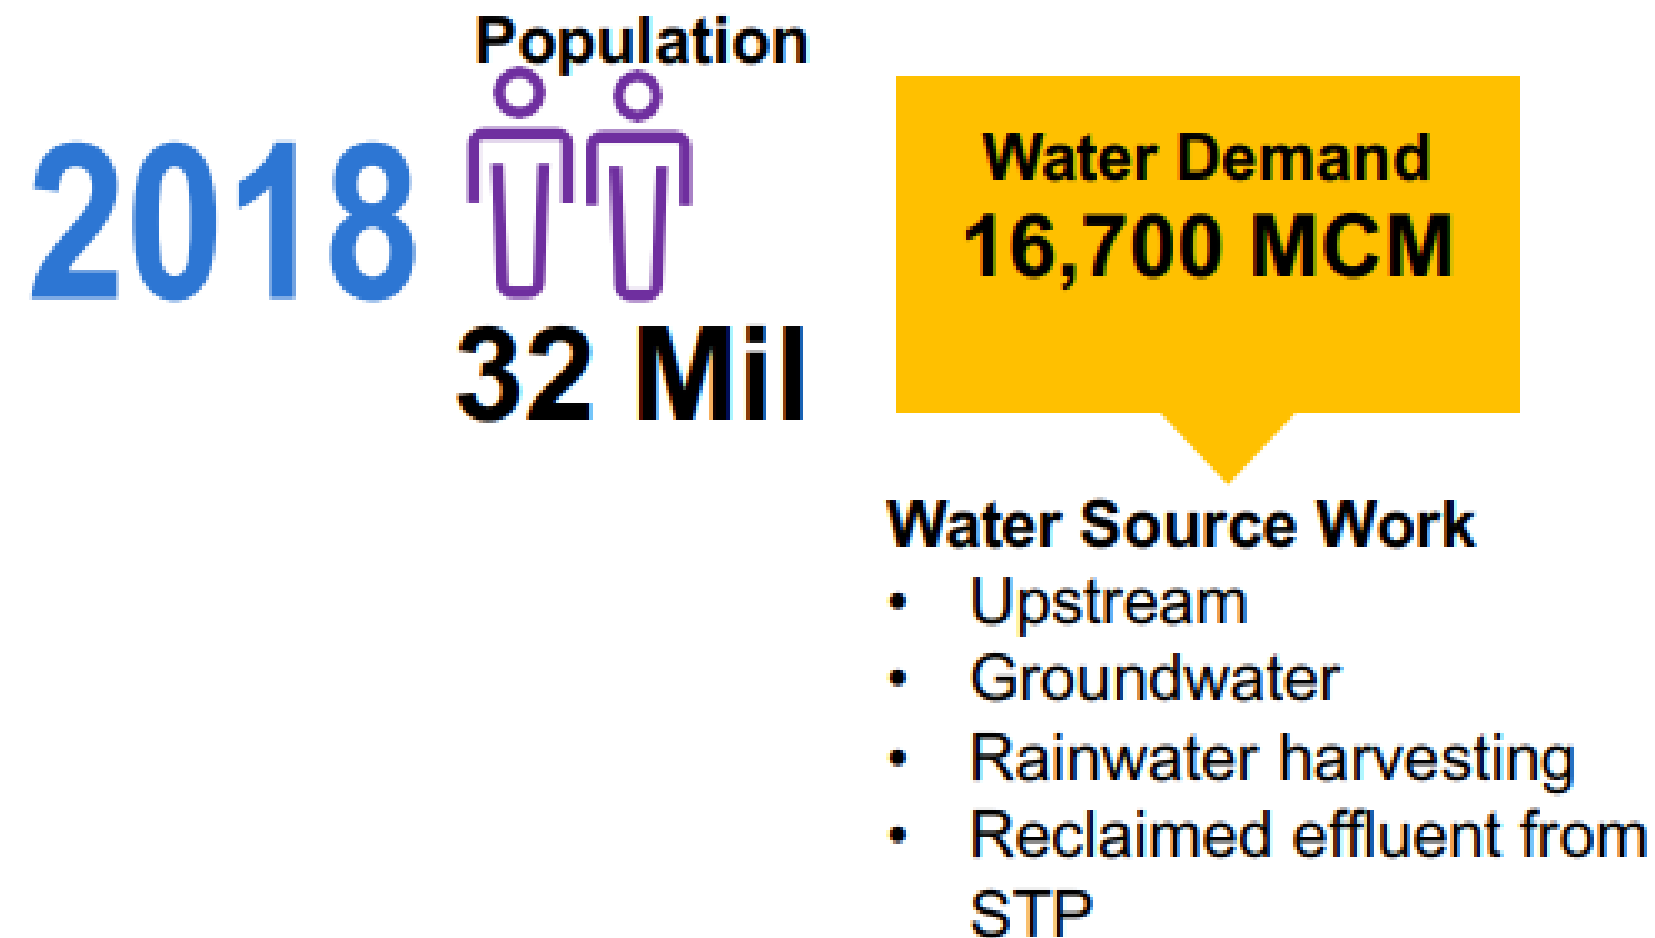 Population
2018
32 Mil
Water Demand
16,700 MCM
Water Source Work
• Upstream
• Groundwater
• Rainwater harvesting
• Reclaimed effluent from
STP